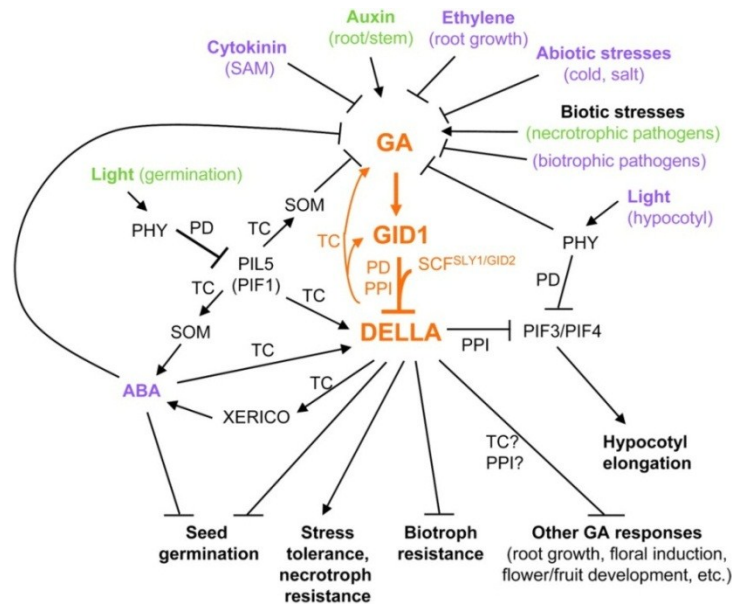 Auxin
(root/stem)
Ethylene
(root growth)
Cytokinin
(SAM)
Abiotic stresses
(cold, salt)
Biotic stresses
(necrotrophic pathogens)
(biotrophic pathogens)
GA
Light (germination)
Light
(hypocotyl)
SOM
PHY
PD
TC
TC
GID1
PHY
PIL5
(PIF1)
PD
PPI
SCFSLY1/GID2
PD
TC
TC
SOM
DELLA
PPI
PIF3/PIF4
TC
TC
ABA
XERICO
TC?
PPI?
Hypocotyl
elongation
Seed
germination
Stress
tolerance,
necrotroph
resistance
Biotroph
resistance
Other GA responses
(root growth, floral induction,
flower/fruit development, etc.)